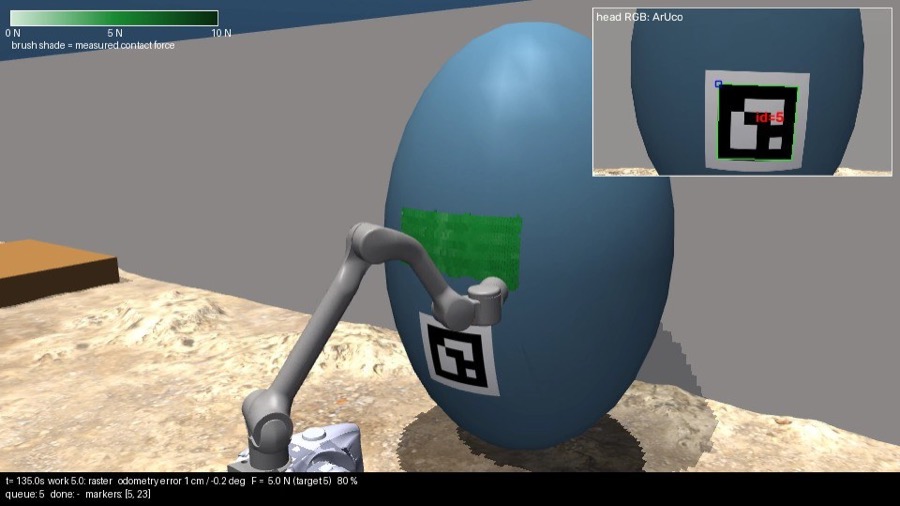 head RGB: ArUco
0 N 5 N 10 N
brush shade = measured contact force
id=5
t= 135.0s work 5.0: raster odometry error 1 cm / -0.2 deg F = 5.0 N (target 5) 80 %
queue: 5 done: - markers: [5, 23]